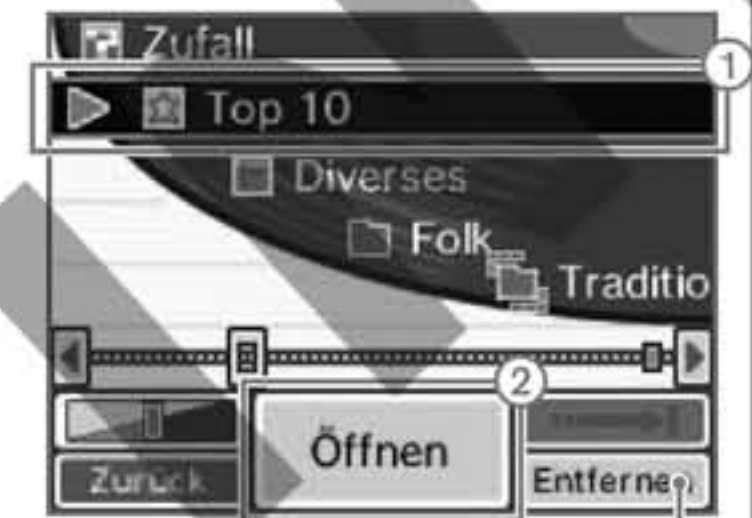 Zufall
1
Top 10
Diverses
Folk
Traditio
2
Öffnen
Zurück
Entfernen